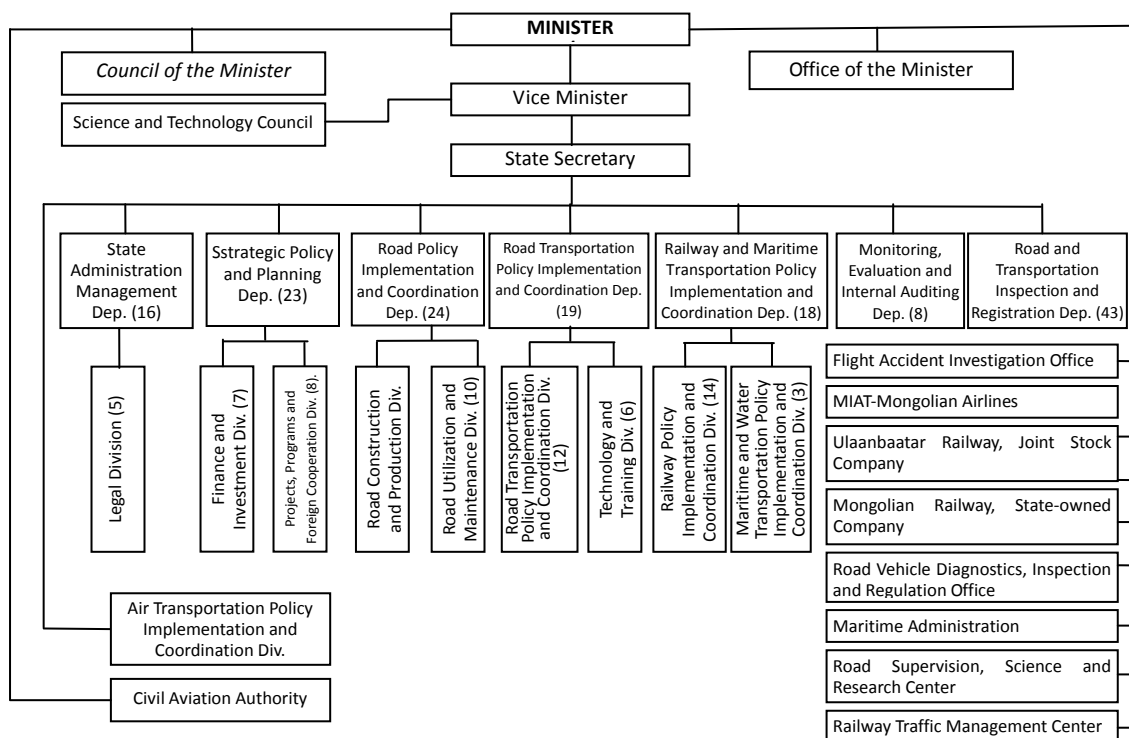 MINISTER
Council of the Minister
Office of the Minister
Vice Minister
Science and Technology Council
State Secretary
State
Administration
Management
Dep. (16)
Sstrategic Policy
and Planning
Dep. (23)
Road Policy
Implementation
and Coordination
Dep. (24)
Road Transportation
Policy Implementation
and Coordination Dep.
(19)
Railway and Maritime
Transportation Policy
Implementation and
Coordination Dep. (18)
Monitoring,
Evaluation and
Internal Auditing
Dep. (8)
Road and
Transportation
Inspection and
Registration Dep. (43)
Legal Division (5)
Finance and
Investment Div. (7)
Projects, Programs and
Foreign Cooperation Div. (8).
Road Construction
and Production Div.
Road Utilization and
Maintenance Div. (10)
Road Transportation
Policy Implementation
and Coordination Div.
(12)
Technology and
Training Div. (6)
Railway Policy
Implementation and
Coordination Div. (14)
Maritime and Water
Transportation Policy
Implementation and
Coordination Div. (3)
Flight Accident Investigation Office
MIAT-Mongolian Airlines
Ulaanbaatar Railway, Joint Stock
Company
Mongolian Railway, State-owned
Company
Road Vehicle Diagnostics, Inspection
and Regulation Office
Maritime Administration
Road Supervision, Science and
Research Center
Railway Traffic Management Center
Air Transportation Policy
Implementation and
Coordination Div.
Civil Aviation Authority